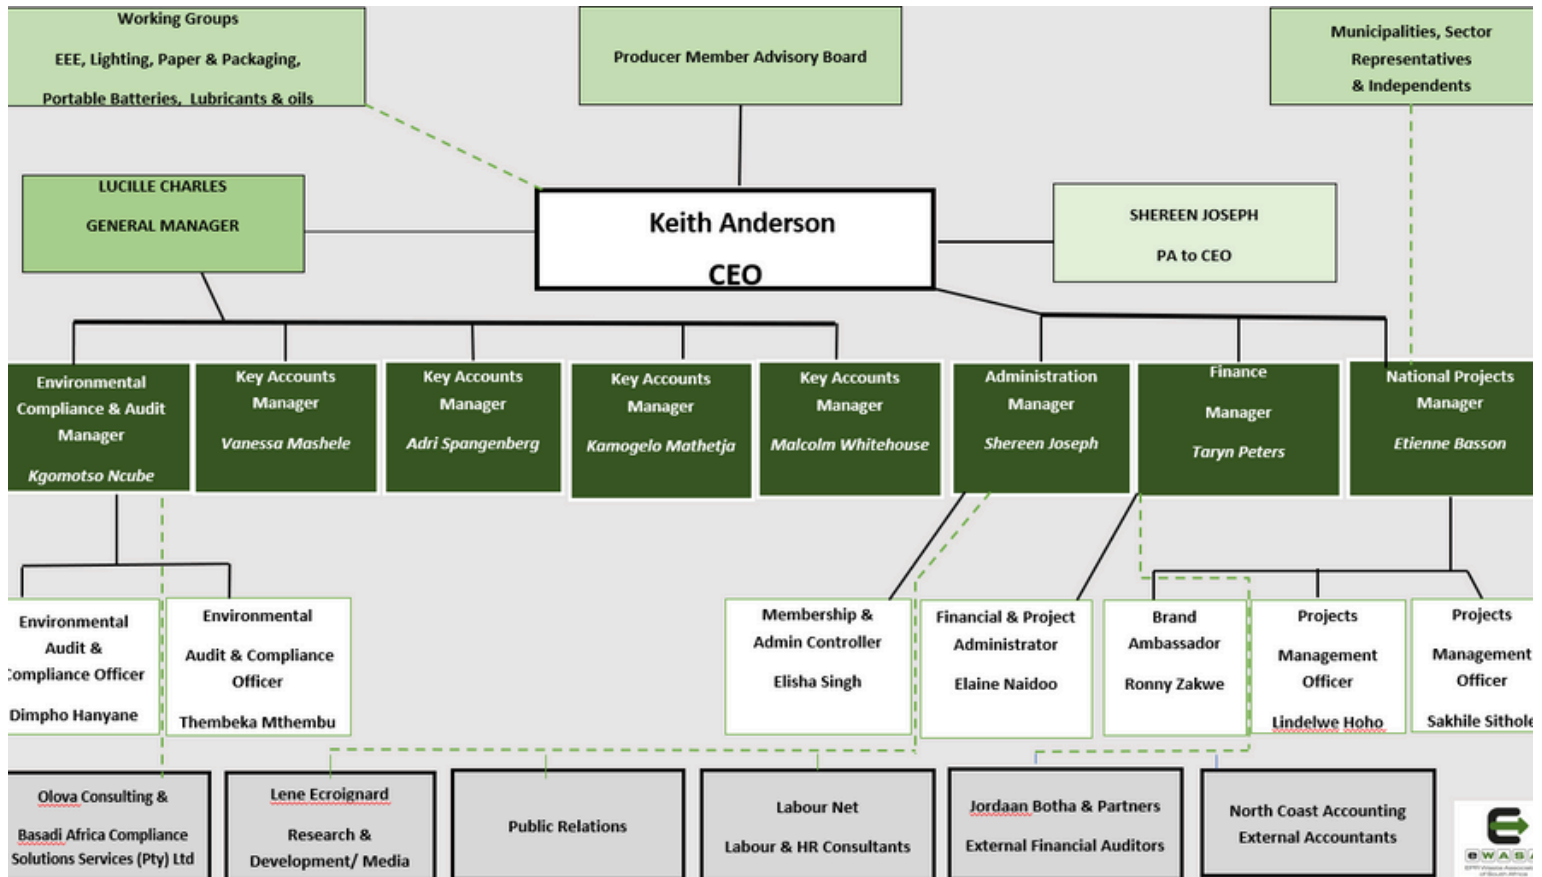 Working Groups
EEE, Lighting, Paper & Packaging,
Portable Batteries, Lubricants & oils
Producer Member Advisory Board
Municipalities, Sector
Representatives
& Independents
LUCILLE CHARLES
GENERAL MANAGER
Keith Anderson
CEO
SHEREEN JOSEPH
PA to CEO
Environmental
Compliance & Audit
Manager
Kgomotso Ncube
Key Accounts
Manager
Vanessa Mashele
Key Accounts
Manager
Adri Spangenberg
Key Accounts
Manager
Kamogelo Mathetja
Key Accounts
Manager
Malcolm Whitehouse
Administration
Manager
Shereen Joseph
Finance
Manager
Taryn Peters
National Projects
Manager
Etienne Basson
Environmental
Audit &
ompliance Officer
Dimpho Hanyane
Environmental
Audit & Compliance
Officer
Thembeka Mthembu
Membership &
Admin Controller
Elisha Singh
Financial & Project
Administrator
Elaine Naidoo
Brand
Ambassador
Ronny Zakwe
Projects
Management
Officer
Lindelwe Hoho
Projects
Management
Officer
Sakhile Sithole
Olova Consulting &
Basadi Africa Compliance
Solutions Services (Pty) Ltd
Lene Ecroignard
Research &
Development/ Media
Public Relations
Labour Net
Labour & HR Consultants
Jordaan Botha & Partners
External Financial Auditors
North Coast Accounting
External Accountants
eWAS
of South Africa